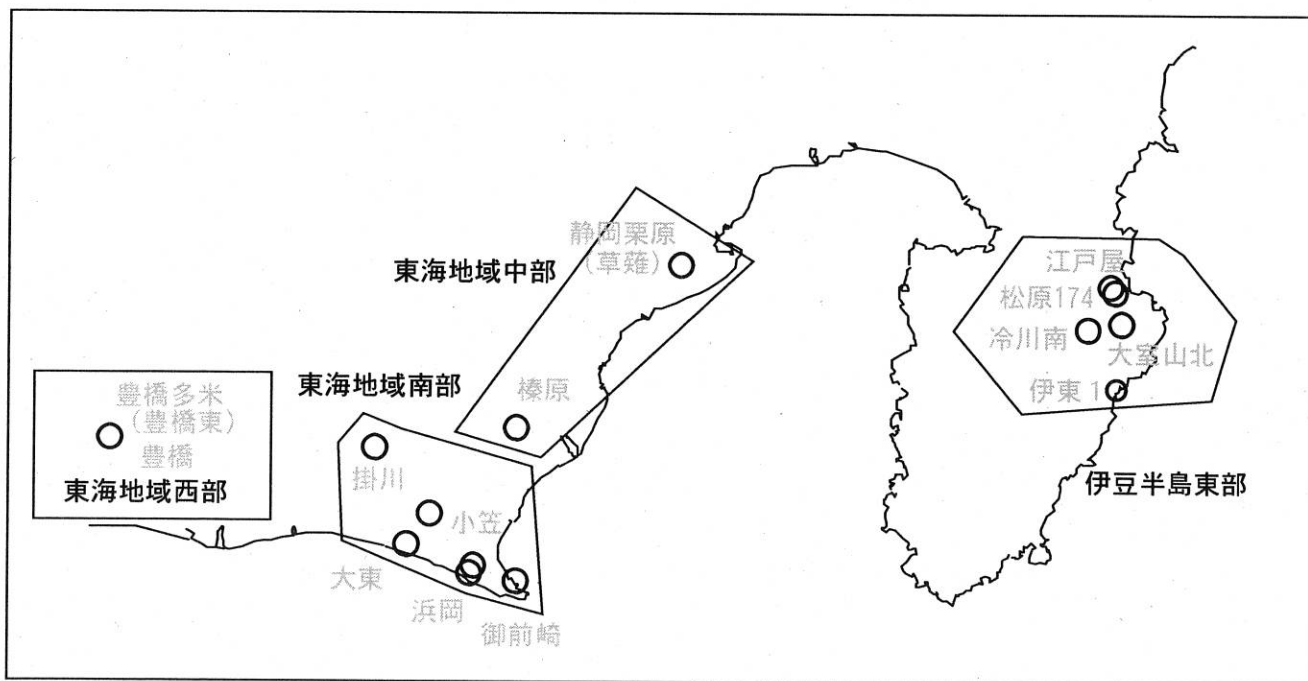 静岡栗原
（草薙）
東海地域中部
江戸屋
松原174
冷川南
大室山北
伊東1
伊豆半島東部
東海地域南部
榛原
豊橋多米
（豊橋東）
豊橋
東海地域西部
掛川
小笠
大東
浜岡
御前崎